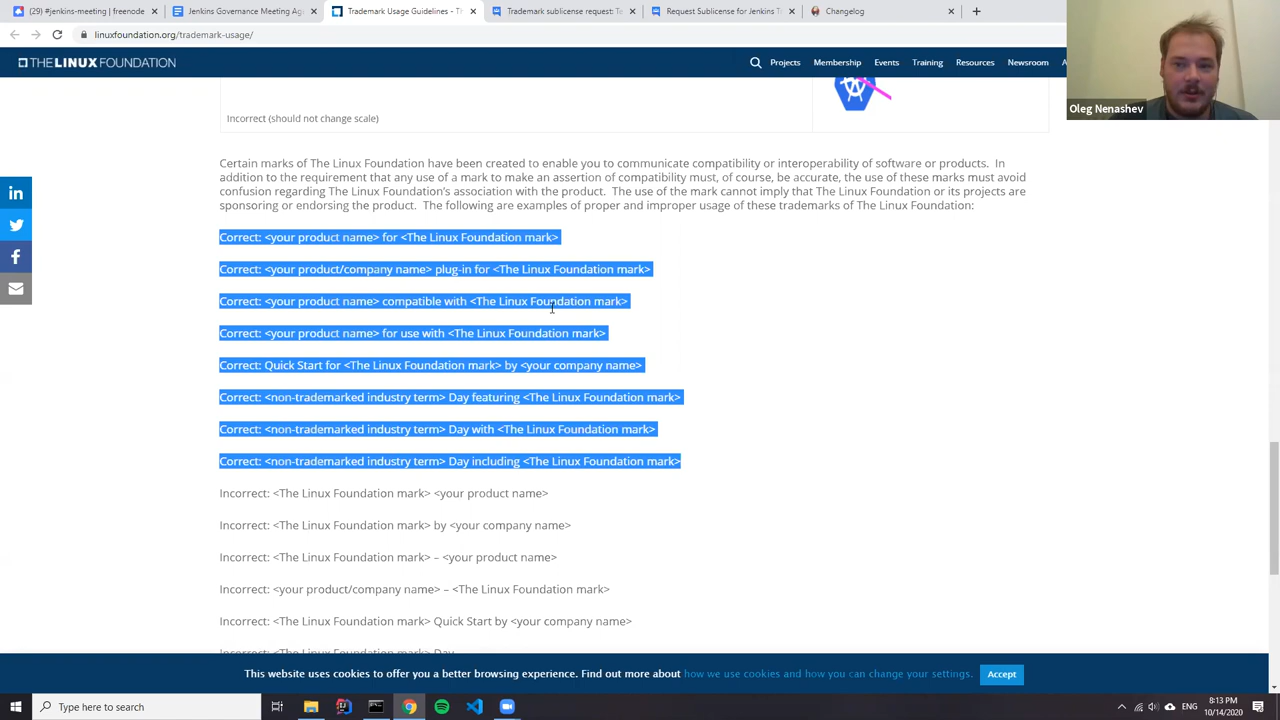 (29) #jenkins-meeting | freenode
Jenkins Governance Meeting Ag
Trademark Usage Guidelines - Th
Trademark sublicense request: Te
Request Sublicense for Jenkins Tr
Changelog
linuxfoundation.org/trademark-usage/
THE LINUX FOUNDATION
Projects
Membership
Events
Training
Resources
Newsroom
Oleg Nenashev
Incorrect (should not change scale)
Certain marks of The Linux Foundation have been created to enable you to communicate compatibility or interoperability of software or products. In
addition to the requirement that any use of a mark to make an assertion of compatibility must, of course, be accurate, the use of these marks must avoid
confusion regarding The Linux Foundation's association with the product. The use of the mark cannot imply that The Linux Foundation or its projects are
sponsoring or endorsing the product. The following are examples of proper and improper usage of these trademarks of The Linux Foundation:
Correct: <your product name> for <The Linux Foundation mark>
Correct: <your product/company name> plug-in for <The Linux Foundation mark>
Correct: <your product name> compatible with <The Linux Foundation mark>
Correct: <your product name> for use with <The Linux Foundation mark>
Correct: Quick Start for <The Linux Foundation mark> by <your company name>
Correct: <non-trademarked industry term> Day featuring <The Linux Foundation mark>
Correct: <non-trademarked industry term> Day with <The Linux Foundation mark>
Correct: <non-trademarked industry term> Day including <The Linux Foundation mark>
Incorrect: <The Linux Foundation mark> <your product name>
Incorrect: <The Linux Foundation mark> by <your company name>
Incorrect: <The Linux Foundation mark> – <your product name>
Incorrect: <your product/company name> – <The Linux Foundation mark>
Incorrect: <The Linux Foundation mark> Quick Start by <your company name>
Incorrect: <The Linux Foundation mark> Day
This website uses cookies to offer you a better browsing experience. Find out more about how we use cookies and how you can change your settings.
Accept
Type here to search
ENG
8:13 PM
10/14/2020